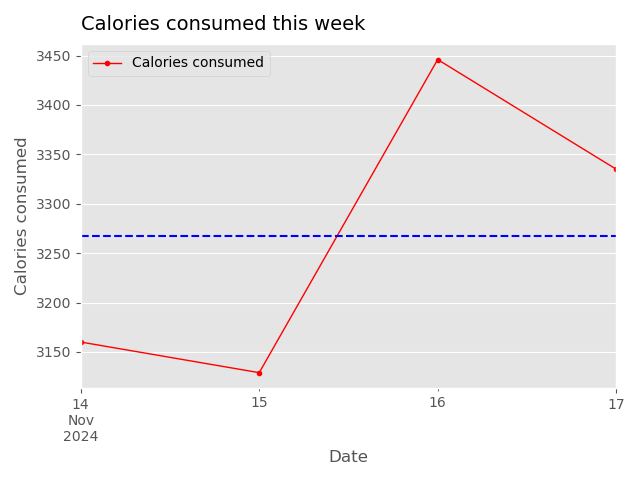 Calories consumed this week
Calories consumed
3450
3400
3350
3300
3250
3200
3150
Calories consumed
14
Nov
2024
15
16
17
Date